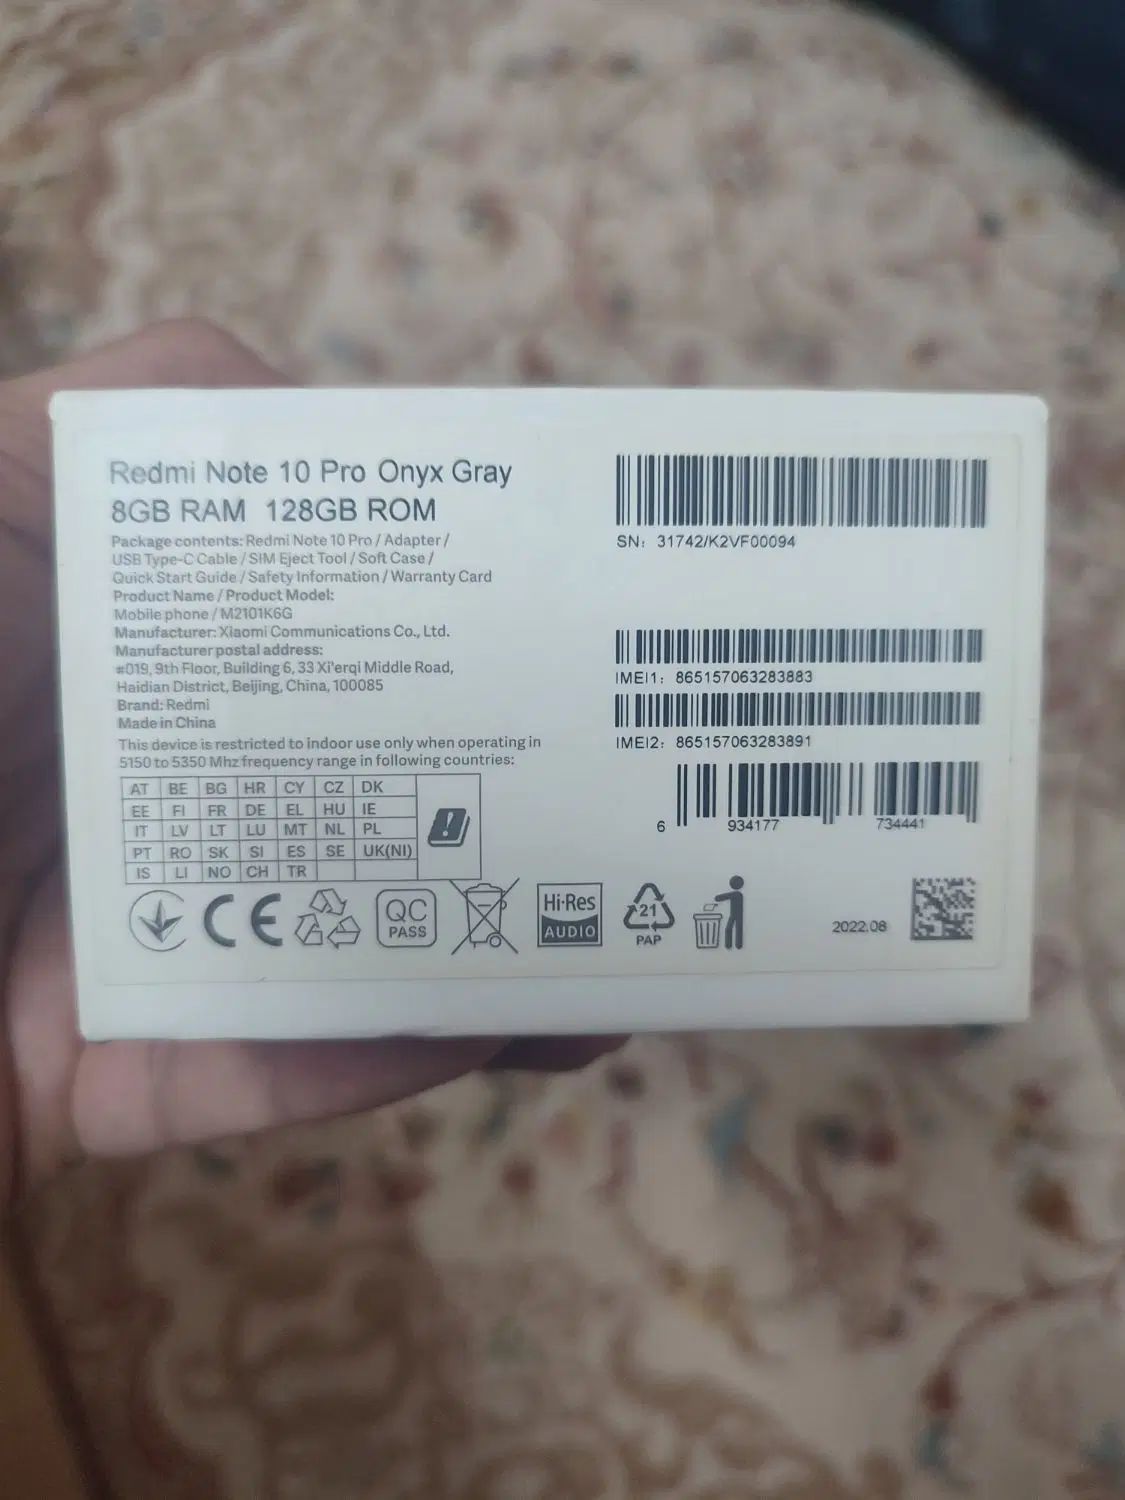 Redmi Note 10 Pro Onyx Gray
8GB RAM 128GB ROM
Package contents: Redmi Note 10 Pro / Adapter /
USB Type-C Cable / SIM Eject Tool / Soft Case /
Quick Start Guide / Safety Information / Warranty Card
Product Name / Product Model:
Mobile phone / M2101K6G
Manufacturer: Xiaomi Communications Co., Ltd.
Manufacturer postal address:
#019, 9th Floor, Building 6, 33 Xi'erqi Middle Road,
Haidian District, Beijing, China, 100085
Brand: Redmi
Made in China
This device is restricted to indoor use only when operating in
5150 to 5350 Mhz frequency range in following countries:
AT BE BG HR CY CZ DK
EE FI FR DE EL HU IE
IT LV LT LU MT NL PL
PT RO SK SI ES SE UK(NI)
IS LI NO CH TR
CE
QC
PASS
Hi-Res
AUDIO
21
PAP
SN: 31742/K2VF00094
IMEI1: 865157063283883
IMEI2: 865157063283891
6 934177 734441
2022.08